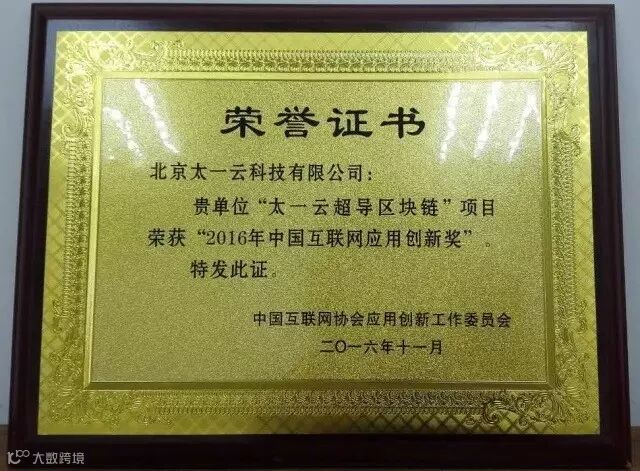 荣誉证书
北京太一云科技有限公司：
贵单位“太一云超导区块链”项目
荣获“2016年中国互联网应用创新奖”。
特发此证。
中国互联网协会应用创新工作委员会
二〇一六年十一月
大数跨境